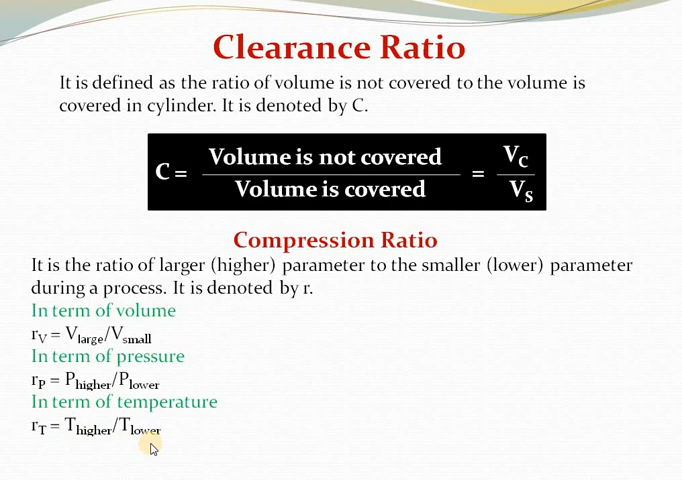 Clearance Ratio
It is defined as the ratio of volume is not covered to the volume is
covered in cylinder. It is denoted by C.
C = Volume is not covered / Volume is covered = V_C / V_S
Compression Ratio
It is the ratio of larger (higher) parameter to the smaller (lower) parameter
during a process. It is denoted by r.
In term of volume
r_V = V_large/V_small
In term of pressure
r_P = P_higher/P_lower
In term of temperature
r_T = T_higher/T_lower